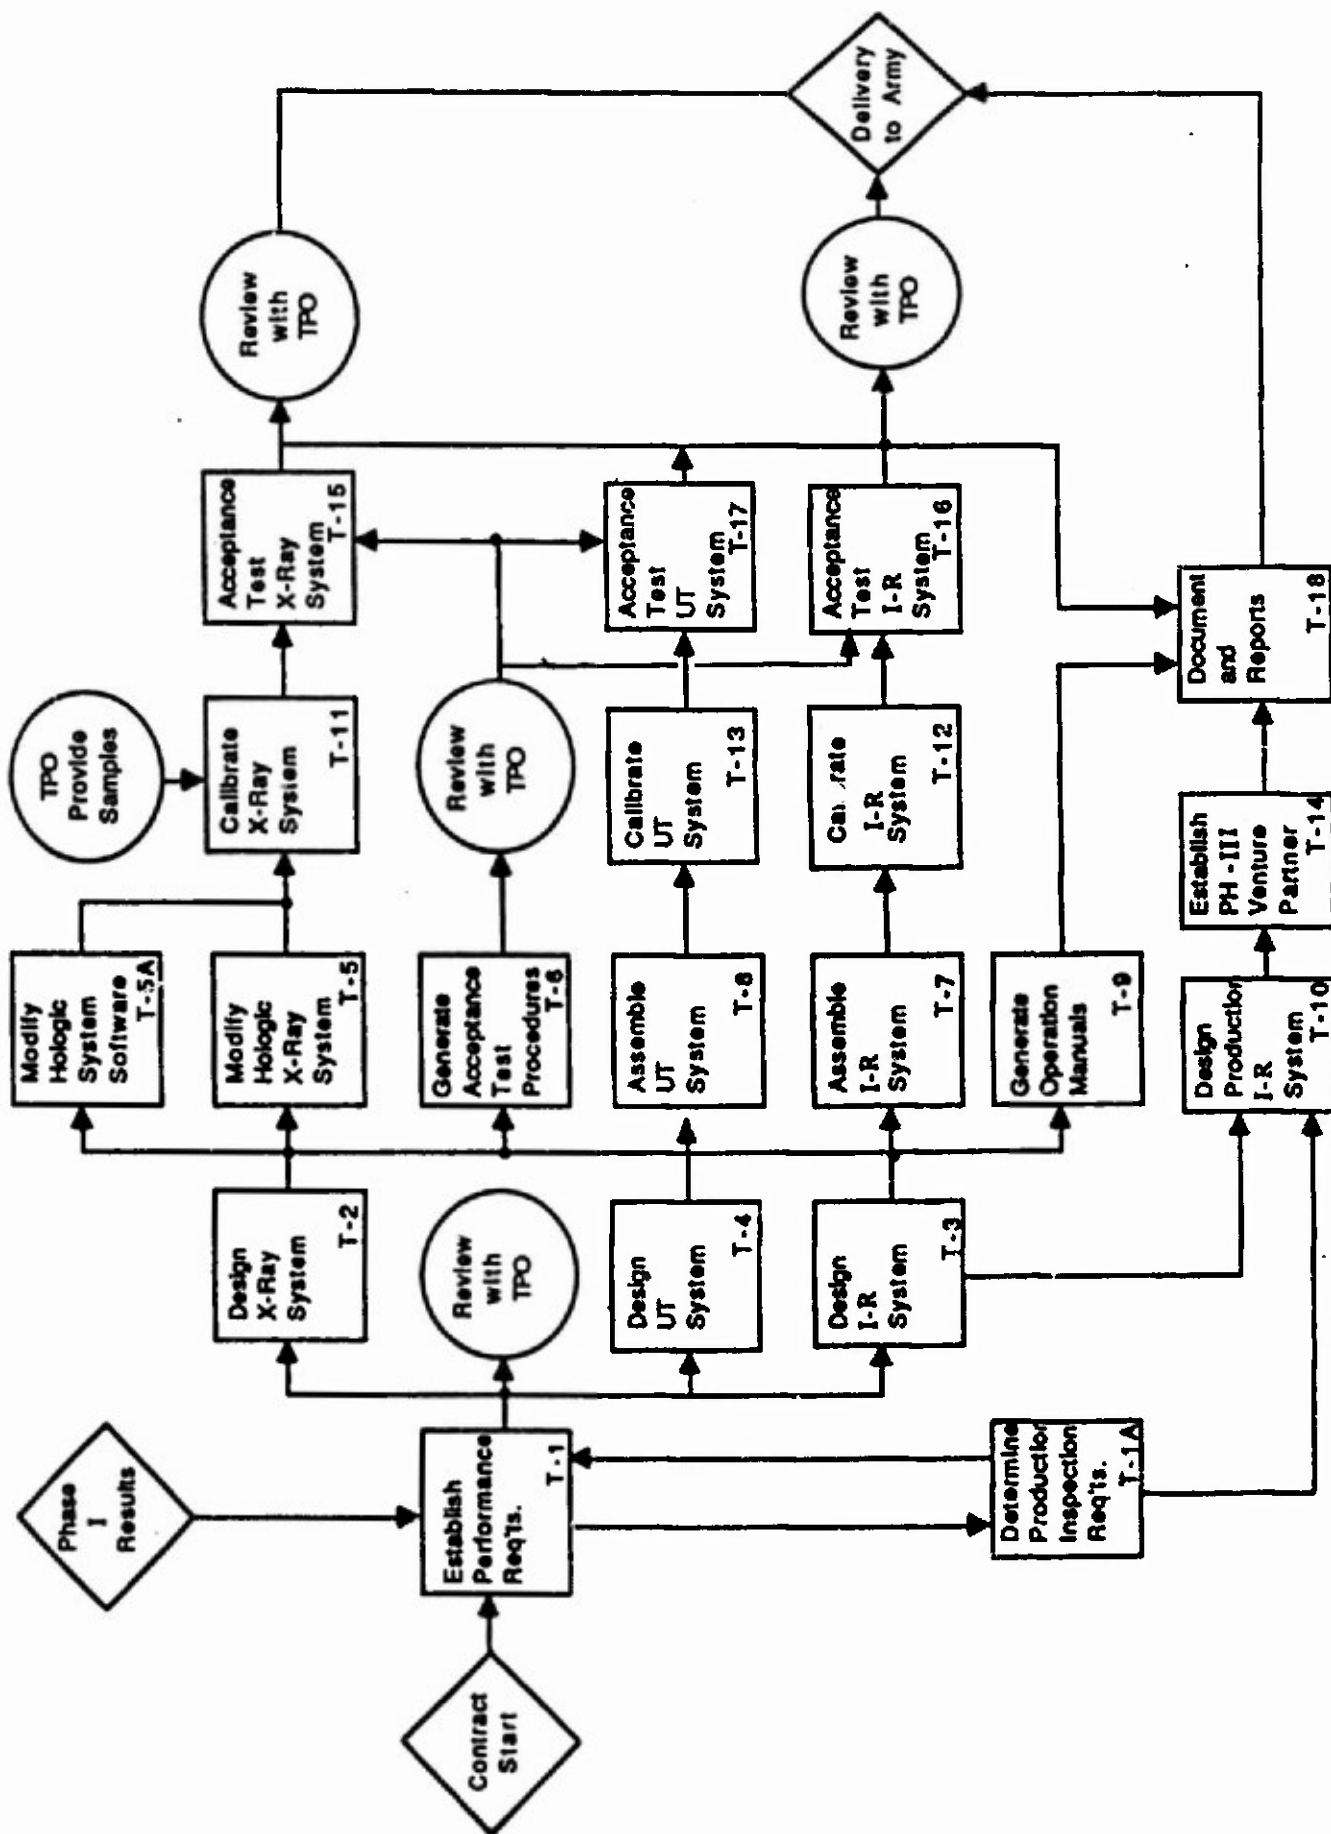 Contract
Start
Phase
I
Results
Establish
Performance
Req'ts.
T-1
Determine
Production
Inspection
Req'ts.
T-1A
Design
X-Ray
System
T-2
Review
with
TPO
Design
UT
System
T-4
Design
I-R
System
T-3
Modify
Hologic
System
Software
T-5A
Modify
Hologic
X-Ray
System
T-5
Generate
Acceptance
Test
Procedures
T-6
Assemble
UT
System
T-8
Assemble
I-R
System
T-7
Generate
Operation
Manuals
T-9
Design
Production
I-R
System
T-10
TPO
Provide
Samples
Calibrate
X-Ray
System
T-11
Review
with
TPO
Calibrate
UT
System
T-13
I-R
System
T-12
Establish
PH-III
Venture
Partner
T-14
Acceptance
Test
X-Ray
System
T-15
Acceptance
Test
UT
System
T-17
Acceptance
Test
I-R
System
T-16
Document
and
Reports
T-18
Review
with
TPO
Review
with
TPO
Delivery
to Army